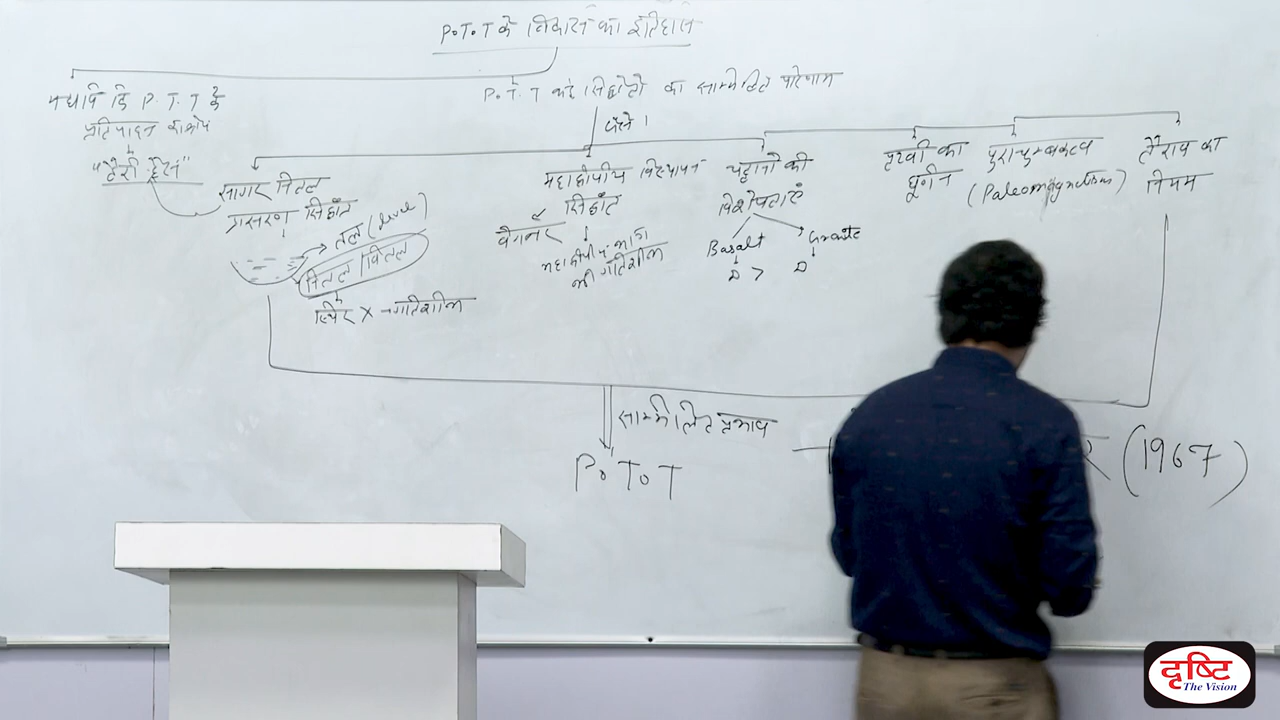 P.T.T के विकास का इतिहास
यद्यपि कि P.T.T के
प्रतिपादन का श्रेय
"हैरी हैस"
P.T.T कई सिद्धांतो का सम्मिलित परिणाम
सागर नितल
प्रसरण सिद्धांत
तल (level)
नितल / वितल
स्थिर X → गतिशील
महाद्वीपीय विस्थापन
सिद्धांत
वैगनर
महाद्वीपीय भाग
भी गतिशील
चट्टानों की
विशेषताएँ
Basalt
Granite
D > D
पृथ्वी का
घूर्णन
पुराचुम्बकत्व
(Paleomagnetism)
का
नियम
सम्मिलित प्रभाव
P.T.T
(1967)
दृष्टि
The Vision